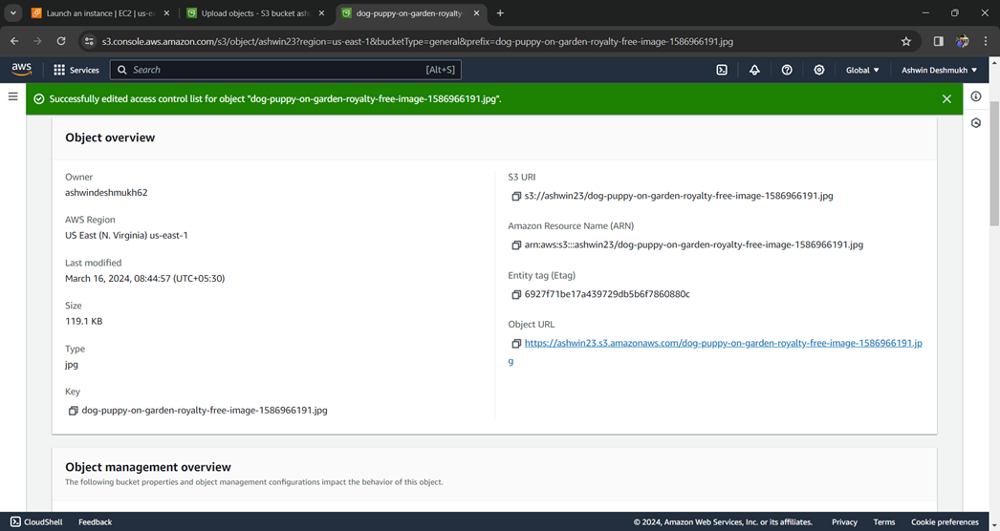 Launch an instance | EC2 | us-ea
Upload objects - S3 bucket ash
dog-puppy-on-garden-royalty
s3.console.aws.amazon.com/s3/object/ashwin23?region=us-east-1&bucketType=general&prefix=dog-puppy-on-garden-royalty-free-image-1586966191.jpg
aws
Services
Search
[Alt+S]
Global
Ashwin Deshmukh
Successfully edited access control list for object "dog-puppy-on-garden-royalty-free-image-1586966191.jpg".
Object overview
Owner
ashwindeshmukh62
AWS Region
US East (N. Virginia) us-east-1
Last modified
March 16, 2024, 08:44:57 (UTC+05:30)
Size
119.1 KB
Type
jpg
Key
dog-puppy-on-garden-royalty-free-image-1586966191.jpg
S3 URI
s3://ashwin23/dog-puppy-on-garden-royalty-free-image-1586966191.jpg
Amazon Resource Name (ARN)
arn:aws:s3:::ashwin23/dog-puppy-on-garden-royalty-free-image-1586966191.jpg
Entity tag (Etag)
6927f71be17a439729db5b6f7860880c
Object URL
https://ashwin23.s3.amazonaws.com/dog-puppy-on-garden-royalty-free-image-1586966191.jp
g
Object management overview
The following bucket properties and object management configurations impact the behavior of this object.
CloudShell
Feedback
© 2024, Amazon Web Services, Inc. or its affiliates.
Privacy
Terms
Cookie preferences